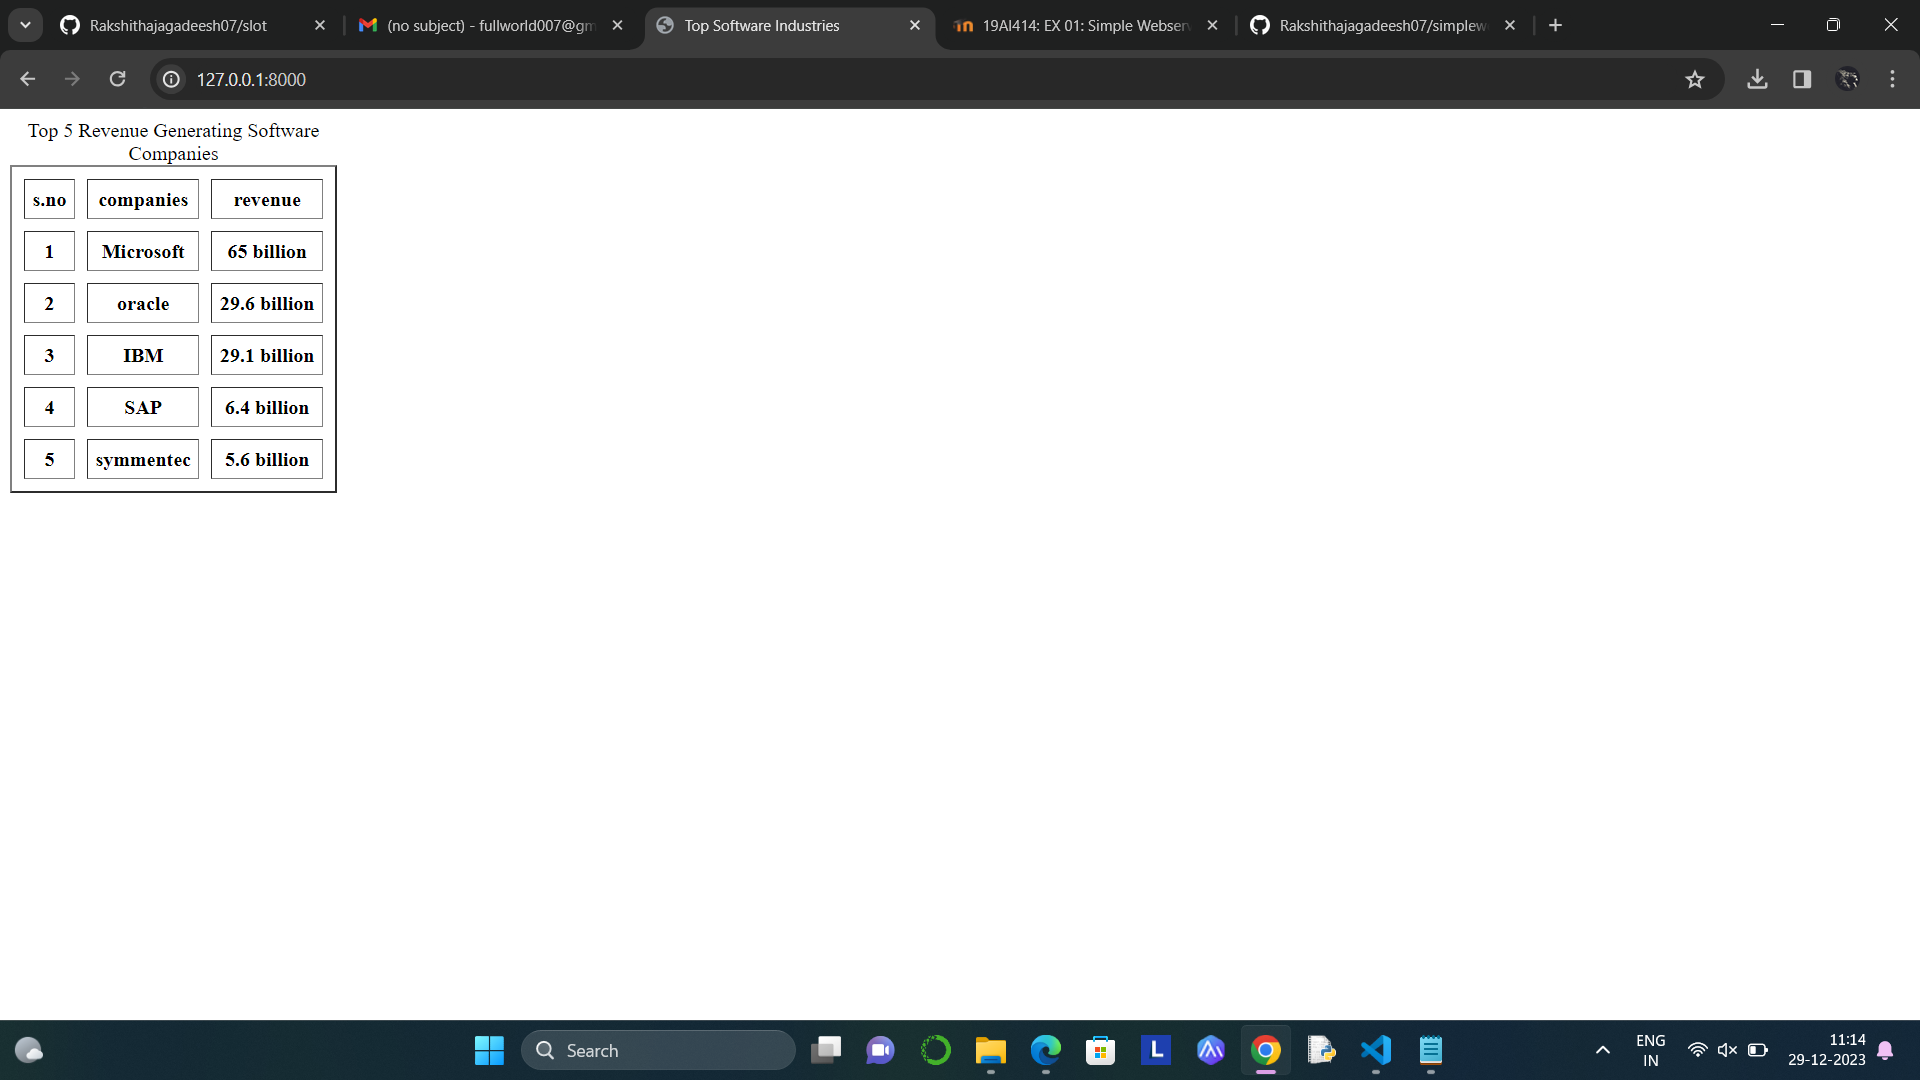 Rakshithajagadeesh07/slot
(no subject) - fullworld007@gm
Top Software Industries
19AI414: EX 01: Simple Webser
Rakshithajagadeesh07/simplew
127.0.0.1:8000
Top 5 Revenue Generating Software
Companies
s.no companies revenue
1 Microsoft 65 billion
2 oracle 29.6 billion
3 IBM 29.1 billion
4 SAP 6.4 billion
5 symmentec 5.6 billion
Search
L
ENG
IN
11:14
29-12-2023